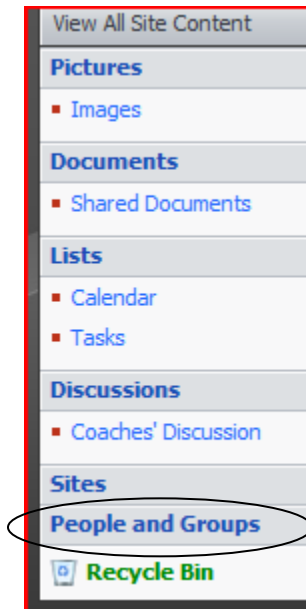 View All Site Content
Pictures
Images
Documents
Shared Documents
Lists
Calendar
Tasks
Discussions
Coaches' Discussion
Sites
People and Groups
Recycle Bin